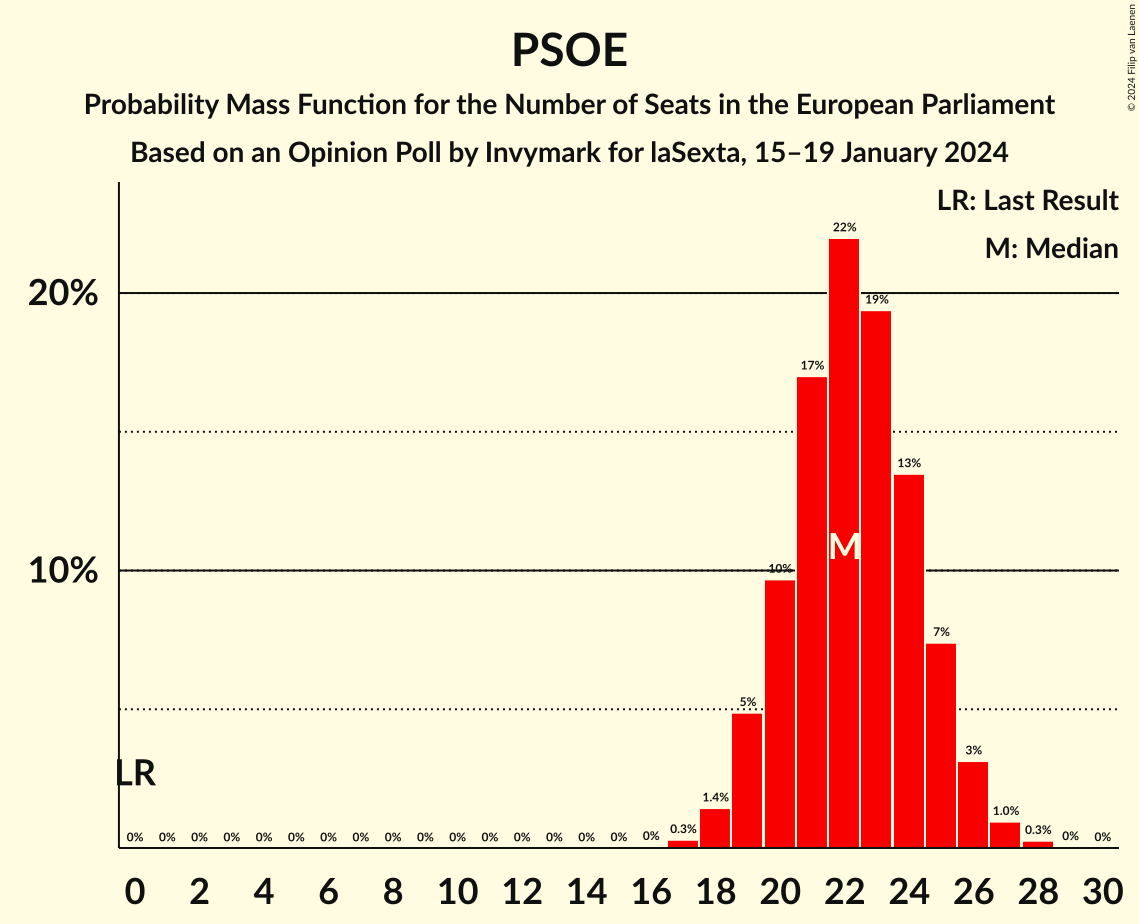 PSOE
Probability Mass Function for the Number of Seats in the European Parliament
Based on an Opinion Poll by Invymark for laSexta, 15–19 January 2024
© 2024 Filip van Laenen
LR: Last Result
M: Median
22%
20%
19%
17%
13%
M
10%
10%
7%
5%
3%
LR
1.4%
1.0%
0% 0% 0% 0% 0% 0% 0% 0% 0% 0% 0% 0% 0% 0% 0% 0% 0% 0.3% 0.3% 0% 0%
0 2 4 6 8 10 12 14 16 18 20 22 24 26 28 30